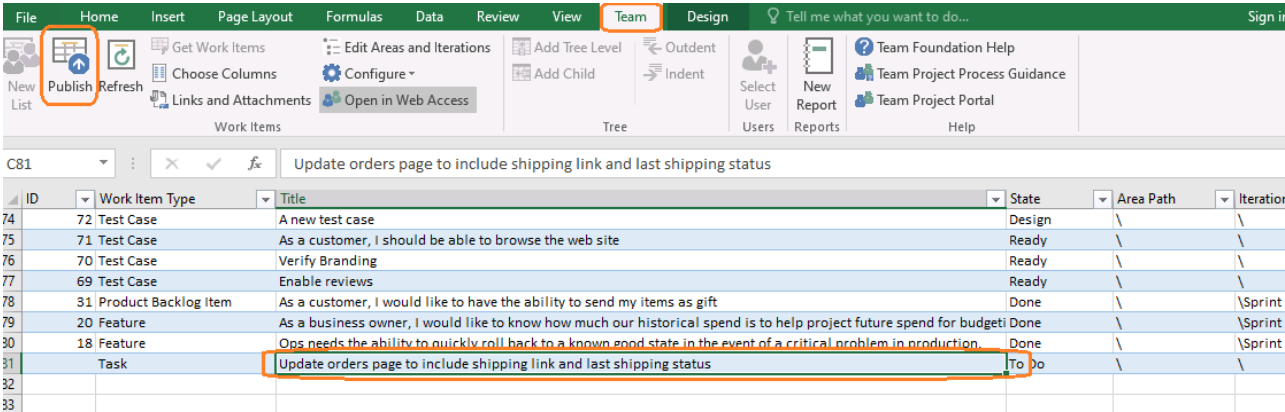 File Home Insert Page Layout Formulas Data Review View Team Design Tell me what you want to do... Sign
Get Work Items Edit Areas and Iterations Add Tree Level Outdent Team Foundation Help
New List Publish Refresh Choose Columns Configure Add Child Indent Select User New Report Team Project Process Guidance
Links and Attachments Open in Web Access Team Project Portal
Work Items Tree Users Reports Help
C81 fx Update orders page to include shipping link and last shipping status
ID Work Item Type Title State Area Path Iteration
74 72 Test Case A new test case Design \ \
75 71 Test Case As a customer, I should be able to browse the web site Ready \ \
76 70 Test Case Verify Branding Ready \ \
77 69 Test Case Enable reviews Ready \ \
78 31 Product Backlog Item As a customer, I would like to have the ability to send my items as gift Done \ \Sprint
79 20 Feature As a business owner, I would like to know how much our historical spend is to help project future spend for budgeti Done \ \Sprint
80 18 Feature Ops needs the ability to quickly roll back to a known good state in the event of a critical problem in production. Done \ \Sprint
81 Task Update orders page to include shipping link and last shipping status To Do \ \
82
83